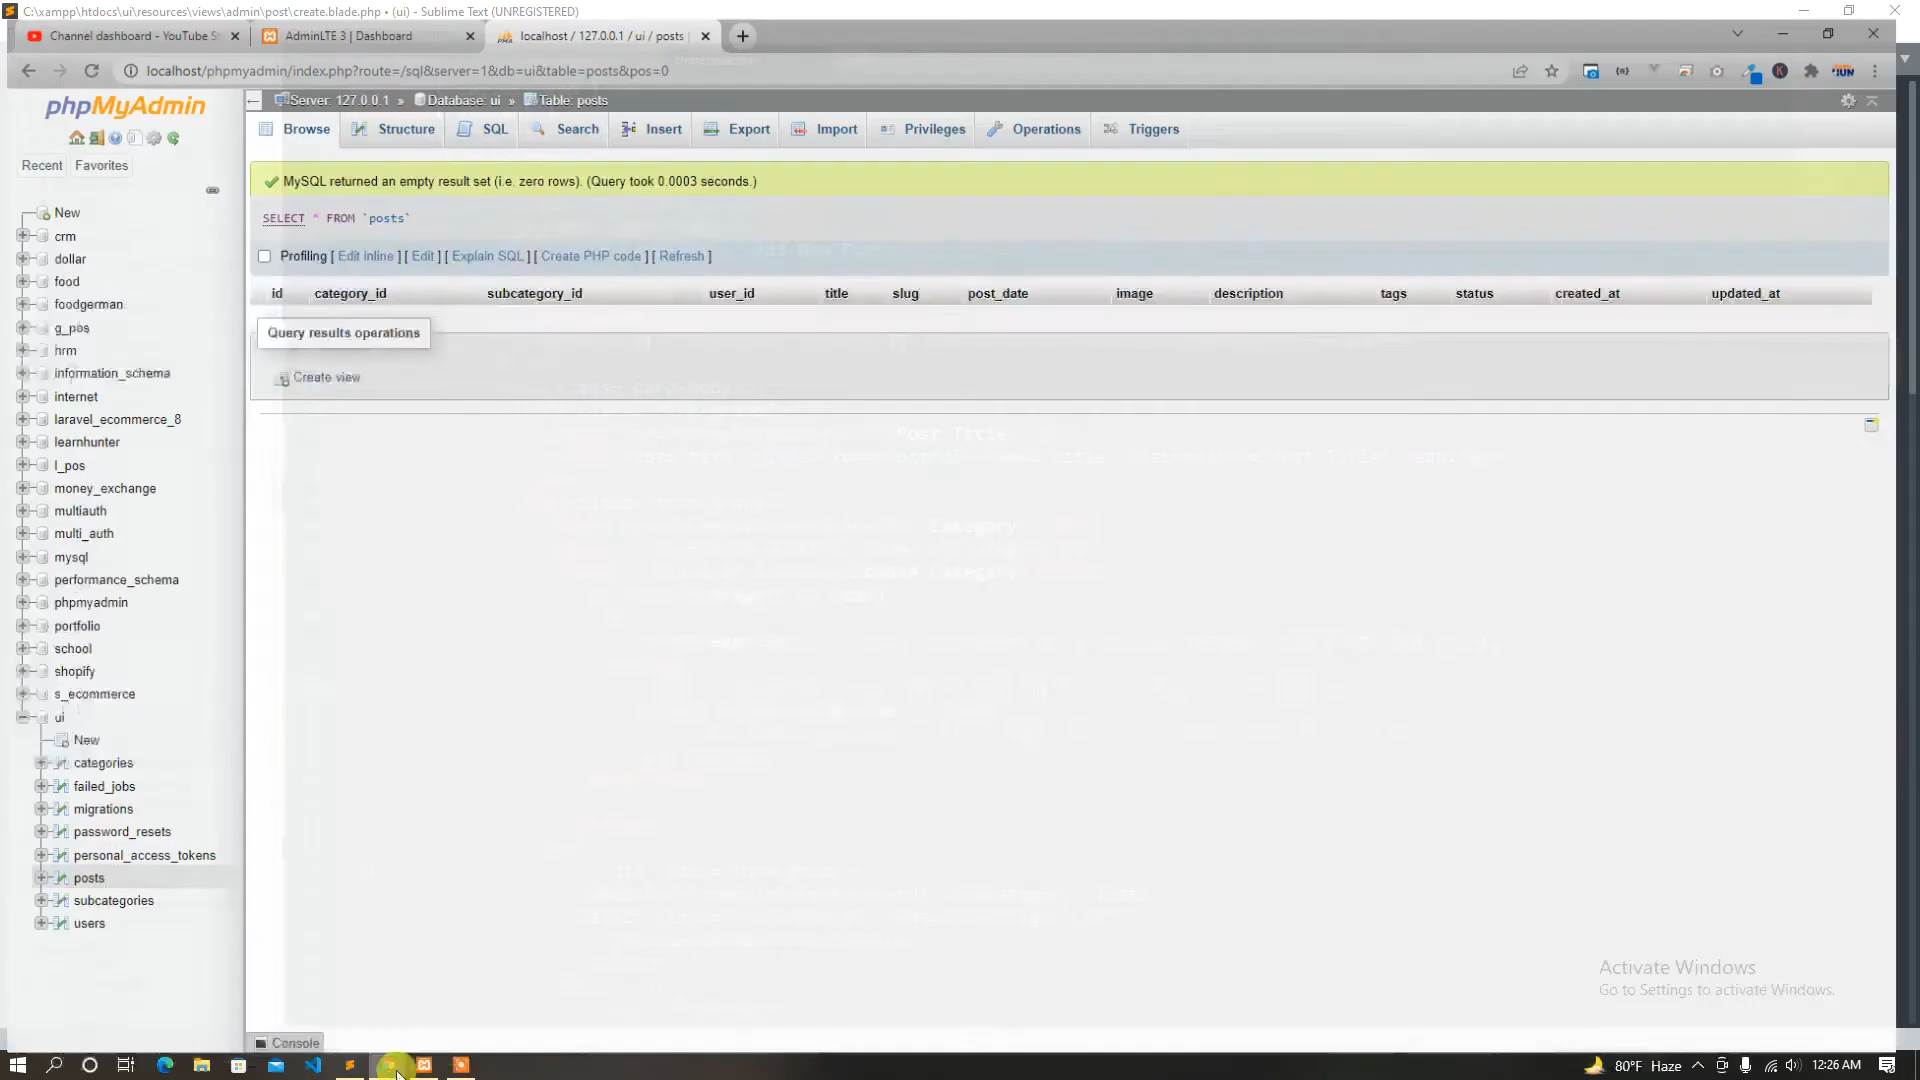 C:\xampp\htdocs\ui\resources\views\admin\post\create.blade.php • (ui) - Sublime Text (UNREGISTERED)
Channel dashboard - YouTube St
AdminLTE 3 | Dashboard
localhost / 127.0.0.1 / ui / posts
localhost/phpmyadmin/index.php?route=/sql&server=1&db=ui&table=posts&pos=0
phpMyAdmin
Server: 127.0.0.1 » Database: ui » Table: posts
Browse Structure SQL Search Insert Export Import Privileges Operations Triggers
Recent Favorites
MySQL returned an empty result set (i.e. zero rows). (Query took 0.0003 seconds.)
SELECT * FROM `posts`
Profiling [ Edit inline ] [ Edit ] [ Explain SQL ] [ Create PHP code ] [ Refresh ]
id category_id subcategory_id user_id title slug post_date image description tags status created_at updated_at
Query results operations
Create view
New
crm
dollar
food
foodgerman
g_pos
hrm
information_schema
internet
laravel_ecommerce_8
learnhunter
l_pos
money_exchange
multiauth
multi_auth
mysql
performance_schema
phpmyadmin
portfolio
school
shopify
s_ecommerce
ui
New
categories
failed_jobs
migrations
password_resets
personal_access_tokens
posts
subcategories
users
Post Title
Category
Activate Windows
Go to Settings to activate Windows.
Console
80°F Haze
12:26 AM